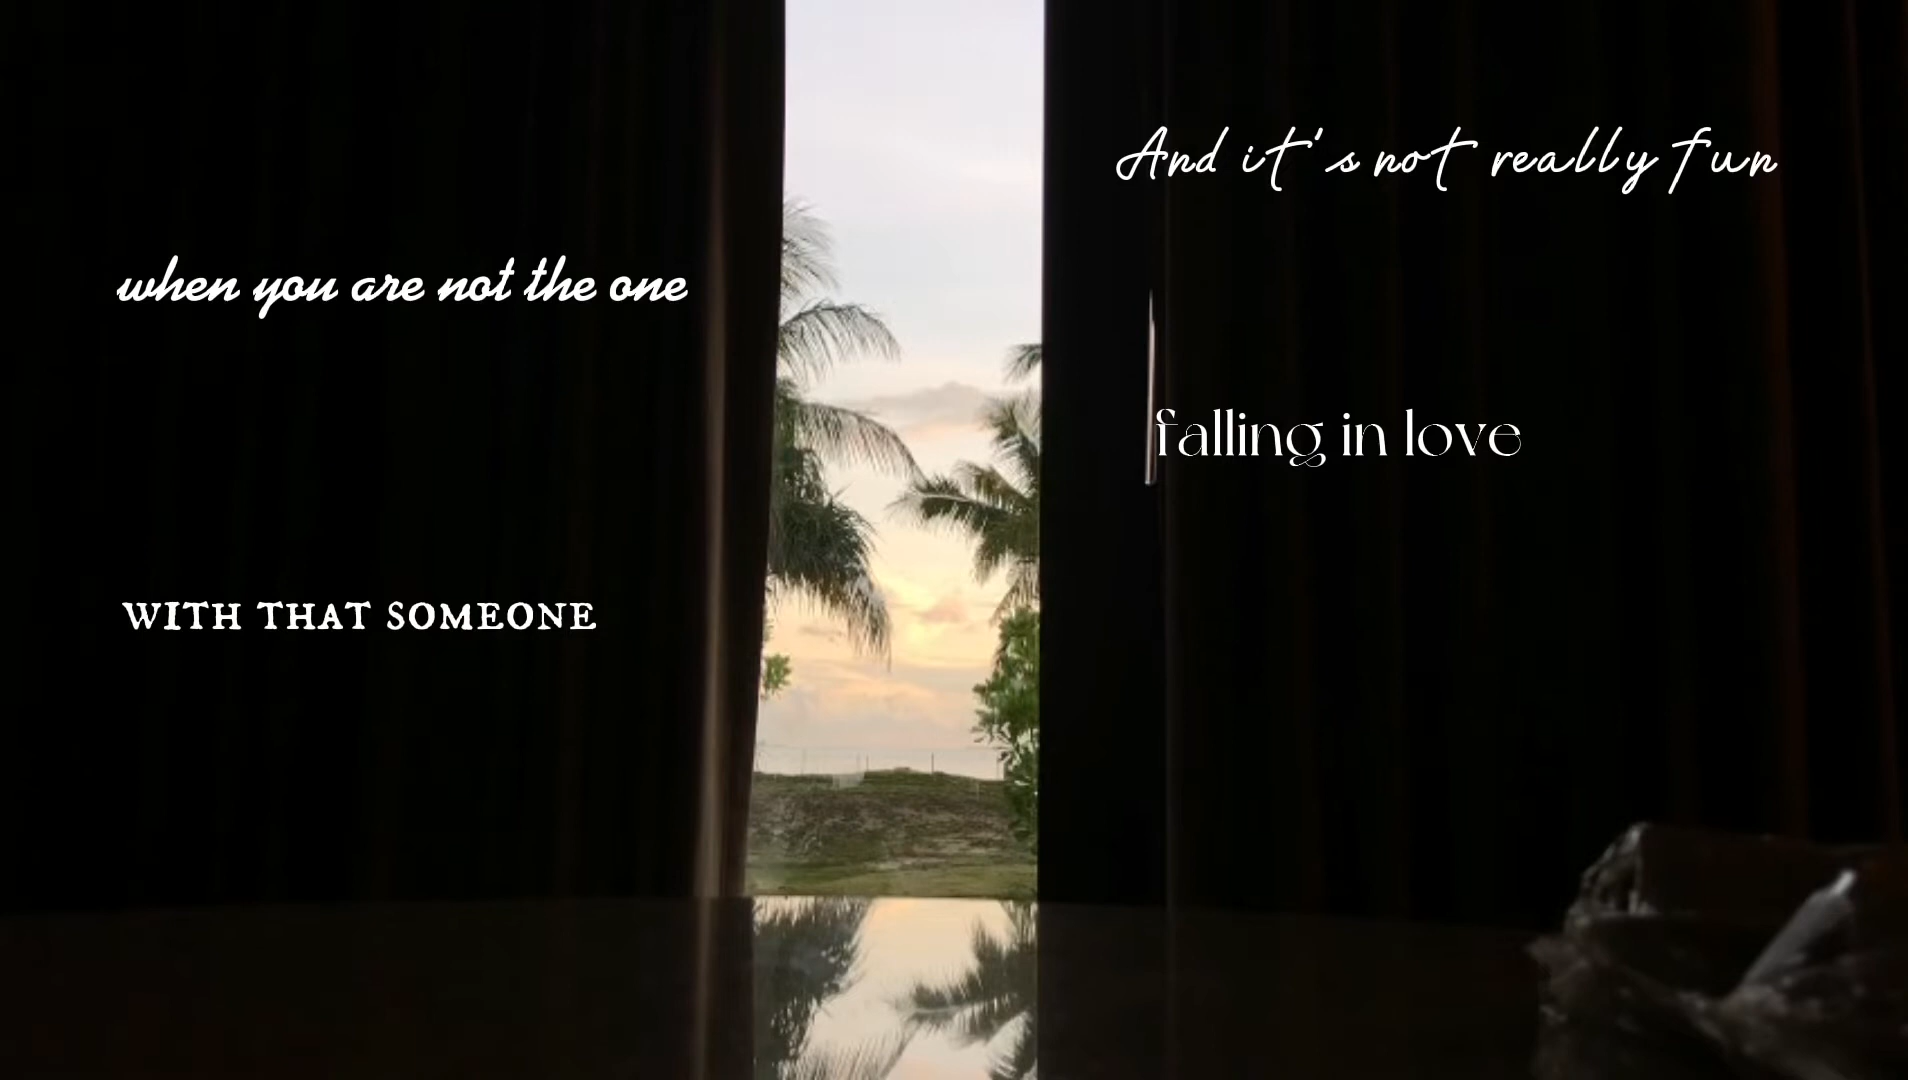 And it's not really fun
when you are not the one
falling in love
WITH THAT SOMEONE